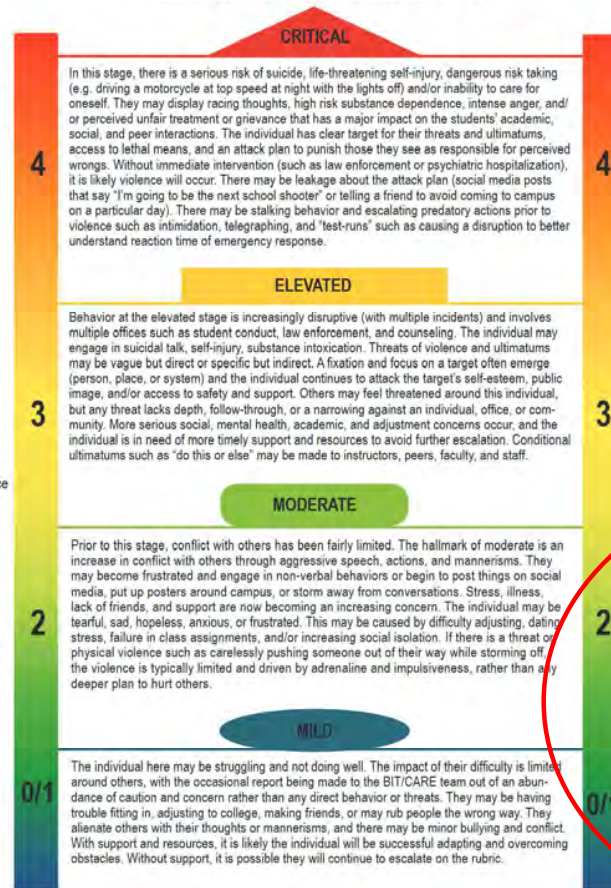 CRITICAL
In this stage, there is a serious risk of suicide, life-threatening self-injury, dangerous risk taking
(e.g. driving a motorcycle at top speed at night with the lights off) and/or inability to care for
oneself. They may display racing thoughts, high risk substance dependence, intense anger, and/
or perceived unfair treatment or grievance that has a major impact on the students' academic,
social, and peer interactions. The individual has clear target for their threats and ultimatums,
access to lethal means, and an attack plan to punish those they see as responsible for perceived
wrongs. Without immediate intervention (such as law enforcement or psychiatric hospitalization),
it is likely violence will occur. There may be leakage about the attack plan (social media posts
that say "I'm going to be the next school shooter" or telling a friend to avoid coming to campus
on a particular day). There may be stalking behavior and escalating predatory actions prior to
violence such as intimidation, telegraphing, and "test-runs" such as causing a disruption to better
understand reaction time of emergency response.
4
4
ELEVATED
Behavior at the elevated stage is increasingly disruptive (with multiple incidents) and involves
multiple offices such as student conduct, law enforcement, and counseling. The individual may
engage in suicidal talk, self-injury, substance intoxication. Threats of violence and ultimatums
may be vague but direct or specific but indirect. A fixation and focus on a target often emerge
(person, place, or system) and the individual continues to attack the target's self-esteem, public
image, and/or access to safety and support. Others may feel threatened around this individual,
but any threat lacks depth, follow-through, or a narrowing against an individual, office, or com-
munity. More serious social, mental health, academic, and adjustment concerns occur, and the
individual is in need of more timely support and resources to avoid further escalation. Conditional
ultimatums such as "do this or else" may be made to instructors, peers, faculty, and staff.
3
3
MODERATE
Prior to this stage, conflict with others has been fairly limited. The hallmark of moderate is an
increase in conflict with others through aggressive speech, actions, and mannerisms. They
may become frustrated and engage in non-verbal behaviors or begin to post things on social
media, put up posters around campus, or storm away from conversations. Stress, illness,
lack of friends, and support are now becoming an increasing concern. The individual may be
tearful, sad, hopeless, anxious, or frustrated. This may be caused by difficulty adjusting, dating
stress, failure in class assignments, and/or increasing social isolation. If there is a threat or
physical violence such as carelessly pushing someone out of their way while storming off,
the violence is typically limited and driven by adrenaline and impulsiveness, rather than any
deeper plan to hurt others.
2
2
MILD
The individual here may be struggling and not doing well. The impact of their difficulty is limited
around others, with the occasional report being made to the BIT/CARE team out of an abun-
dance of caution and concern rather than any direct behavior or threats. They may be having
trouble fitting in, adjusting to college, making friends, or may rub people the wrong way. They
alienate others with their thoughts or mannerisms, and there may be minor bullying and conflict.
With support and resources, it is likely the individual will be successful adapting and overcoming
obstacles. Without support, it is possible they will continue to escalate on the rubric.
0/1